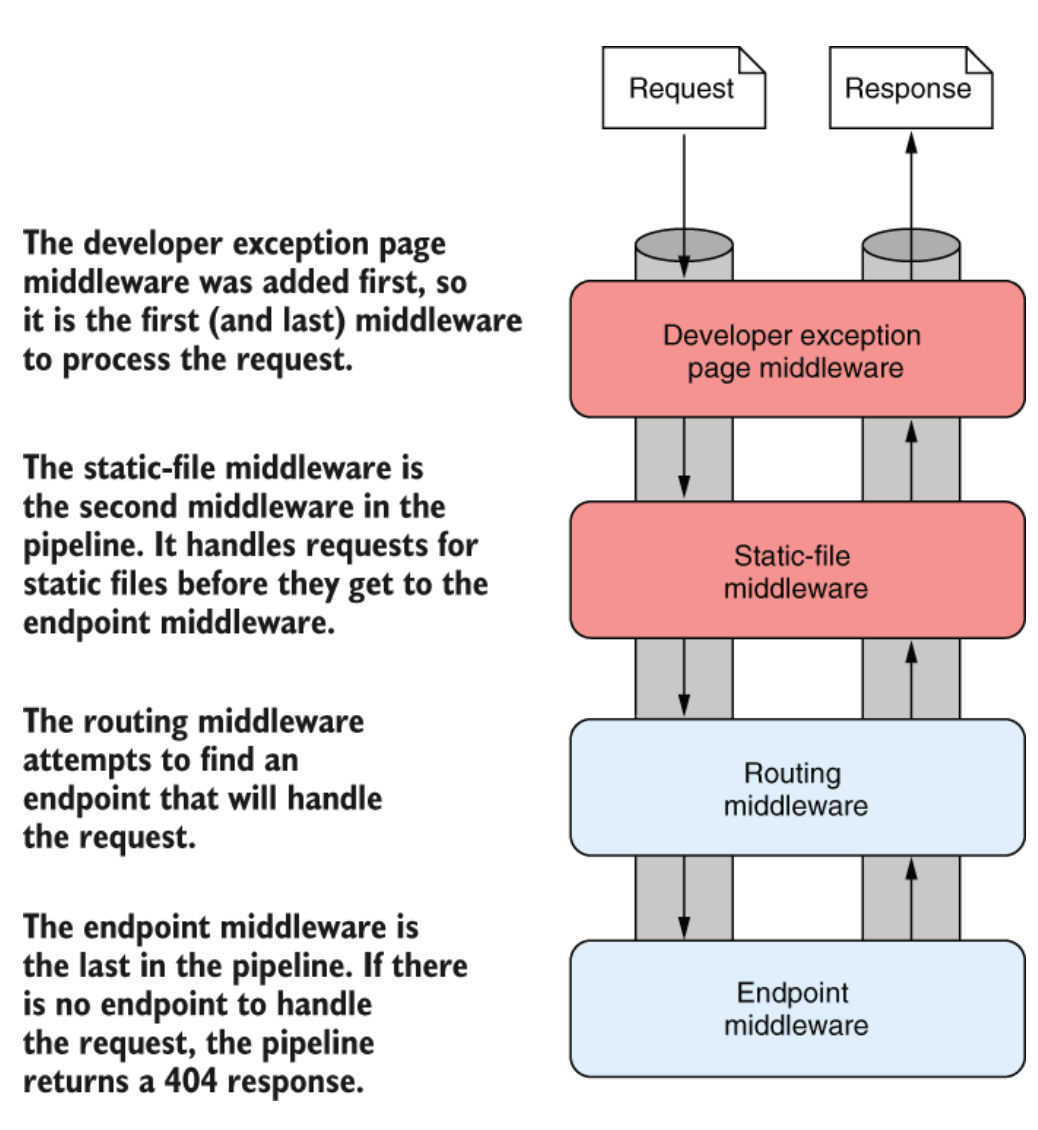 Request
Response
The developer exception page
middleware was added first, so
it is the first (and last) middleware
to process the request.
Developer exception
page middleware
The static-file middleware is
the second middleware in the
pipeline. It handles requests for
static files before they get to the
endpoint middleware.
Static-file
middleware
The routing middleware
attempts to find an
endpoint that will handle
the request.
Routing
middleware
The endpoint middleware is
the last in the pipeline. If there
is no endpoint to handle
the request, the pipeline
returns a 404 response.
Endpoint
middleware